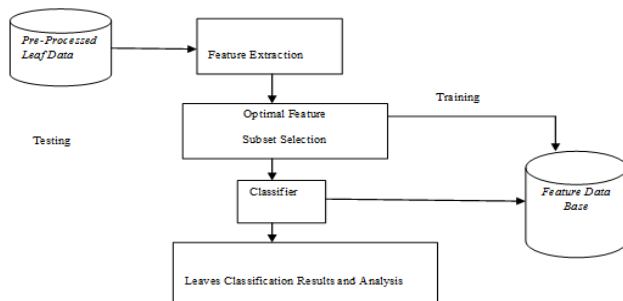 Pre-Processed
Leaf Data
Feature Extraction
Training
Optimal Feature
Subset Selection
Testing
Classifier
Feature Data
Base
Leaves Classification Results and Analysis